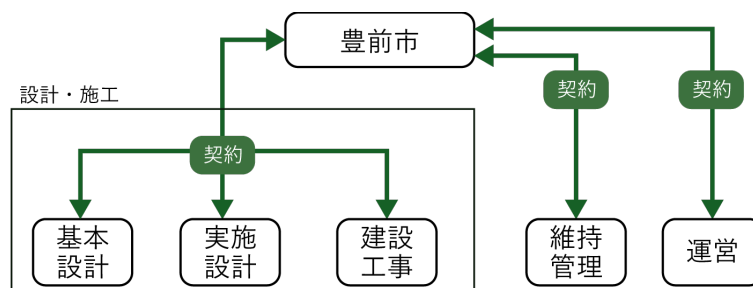 豊前市
契約
契約
設計・施工
契約
基本
設計
実施
設計
建設
工事
維持
管理
運営